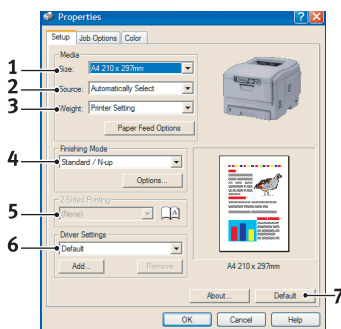 Properties
Setup Job Options Color
Media
1 Size: A4 210 x 297mm
2 Source: Automatically Select
3 Weight: Printer Setting
Paper Feed Options
Finishing Mode
4 Standard / N-up
Options...
2-Sided Printing
5 (None)
Driver Settings
6 Default
Add... Remove
A4 210 x 297mm
About... Default 7
OK Cancel Help